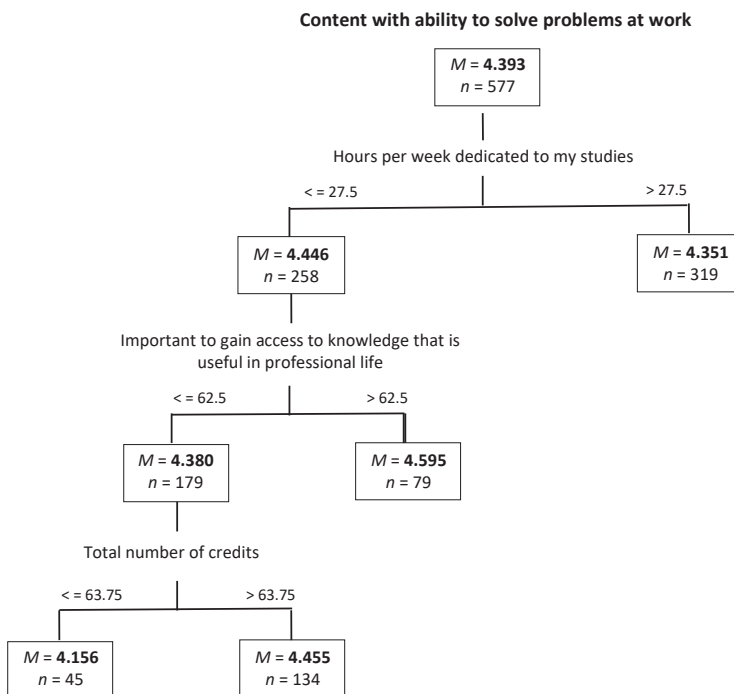 Content with ability to solve problems at work
M = 4.393
n = 577
Hours per week dedicated to my studies
< = 27.5
> 27.5
M = 4.446
n = 258
M = 4.351
n = 319
Important to gain access to knowledge that is
useful in professional life
< = 62.5
> 62.5
M = 4.380
n = 179
M = 4.595
n = 79
Total number of credits
< = 63.75
> 63.75
M = 4.156
n = 45
M = 4.455
n = 134